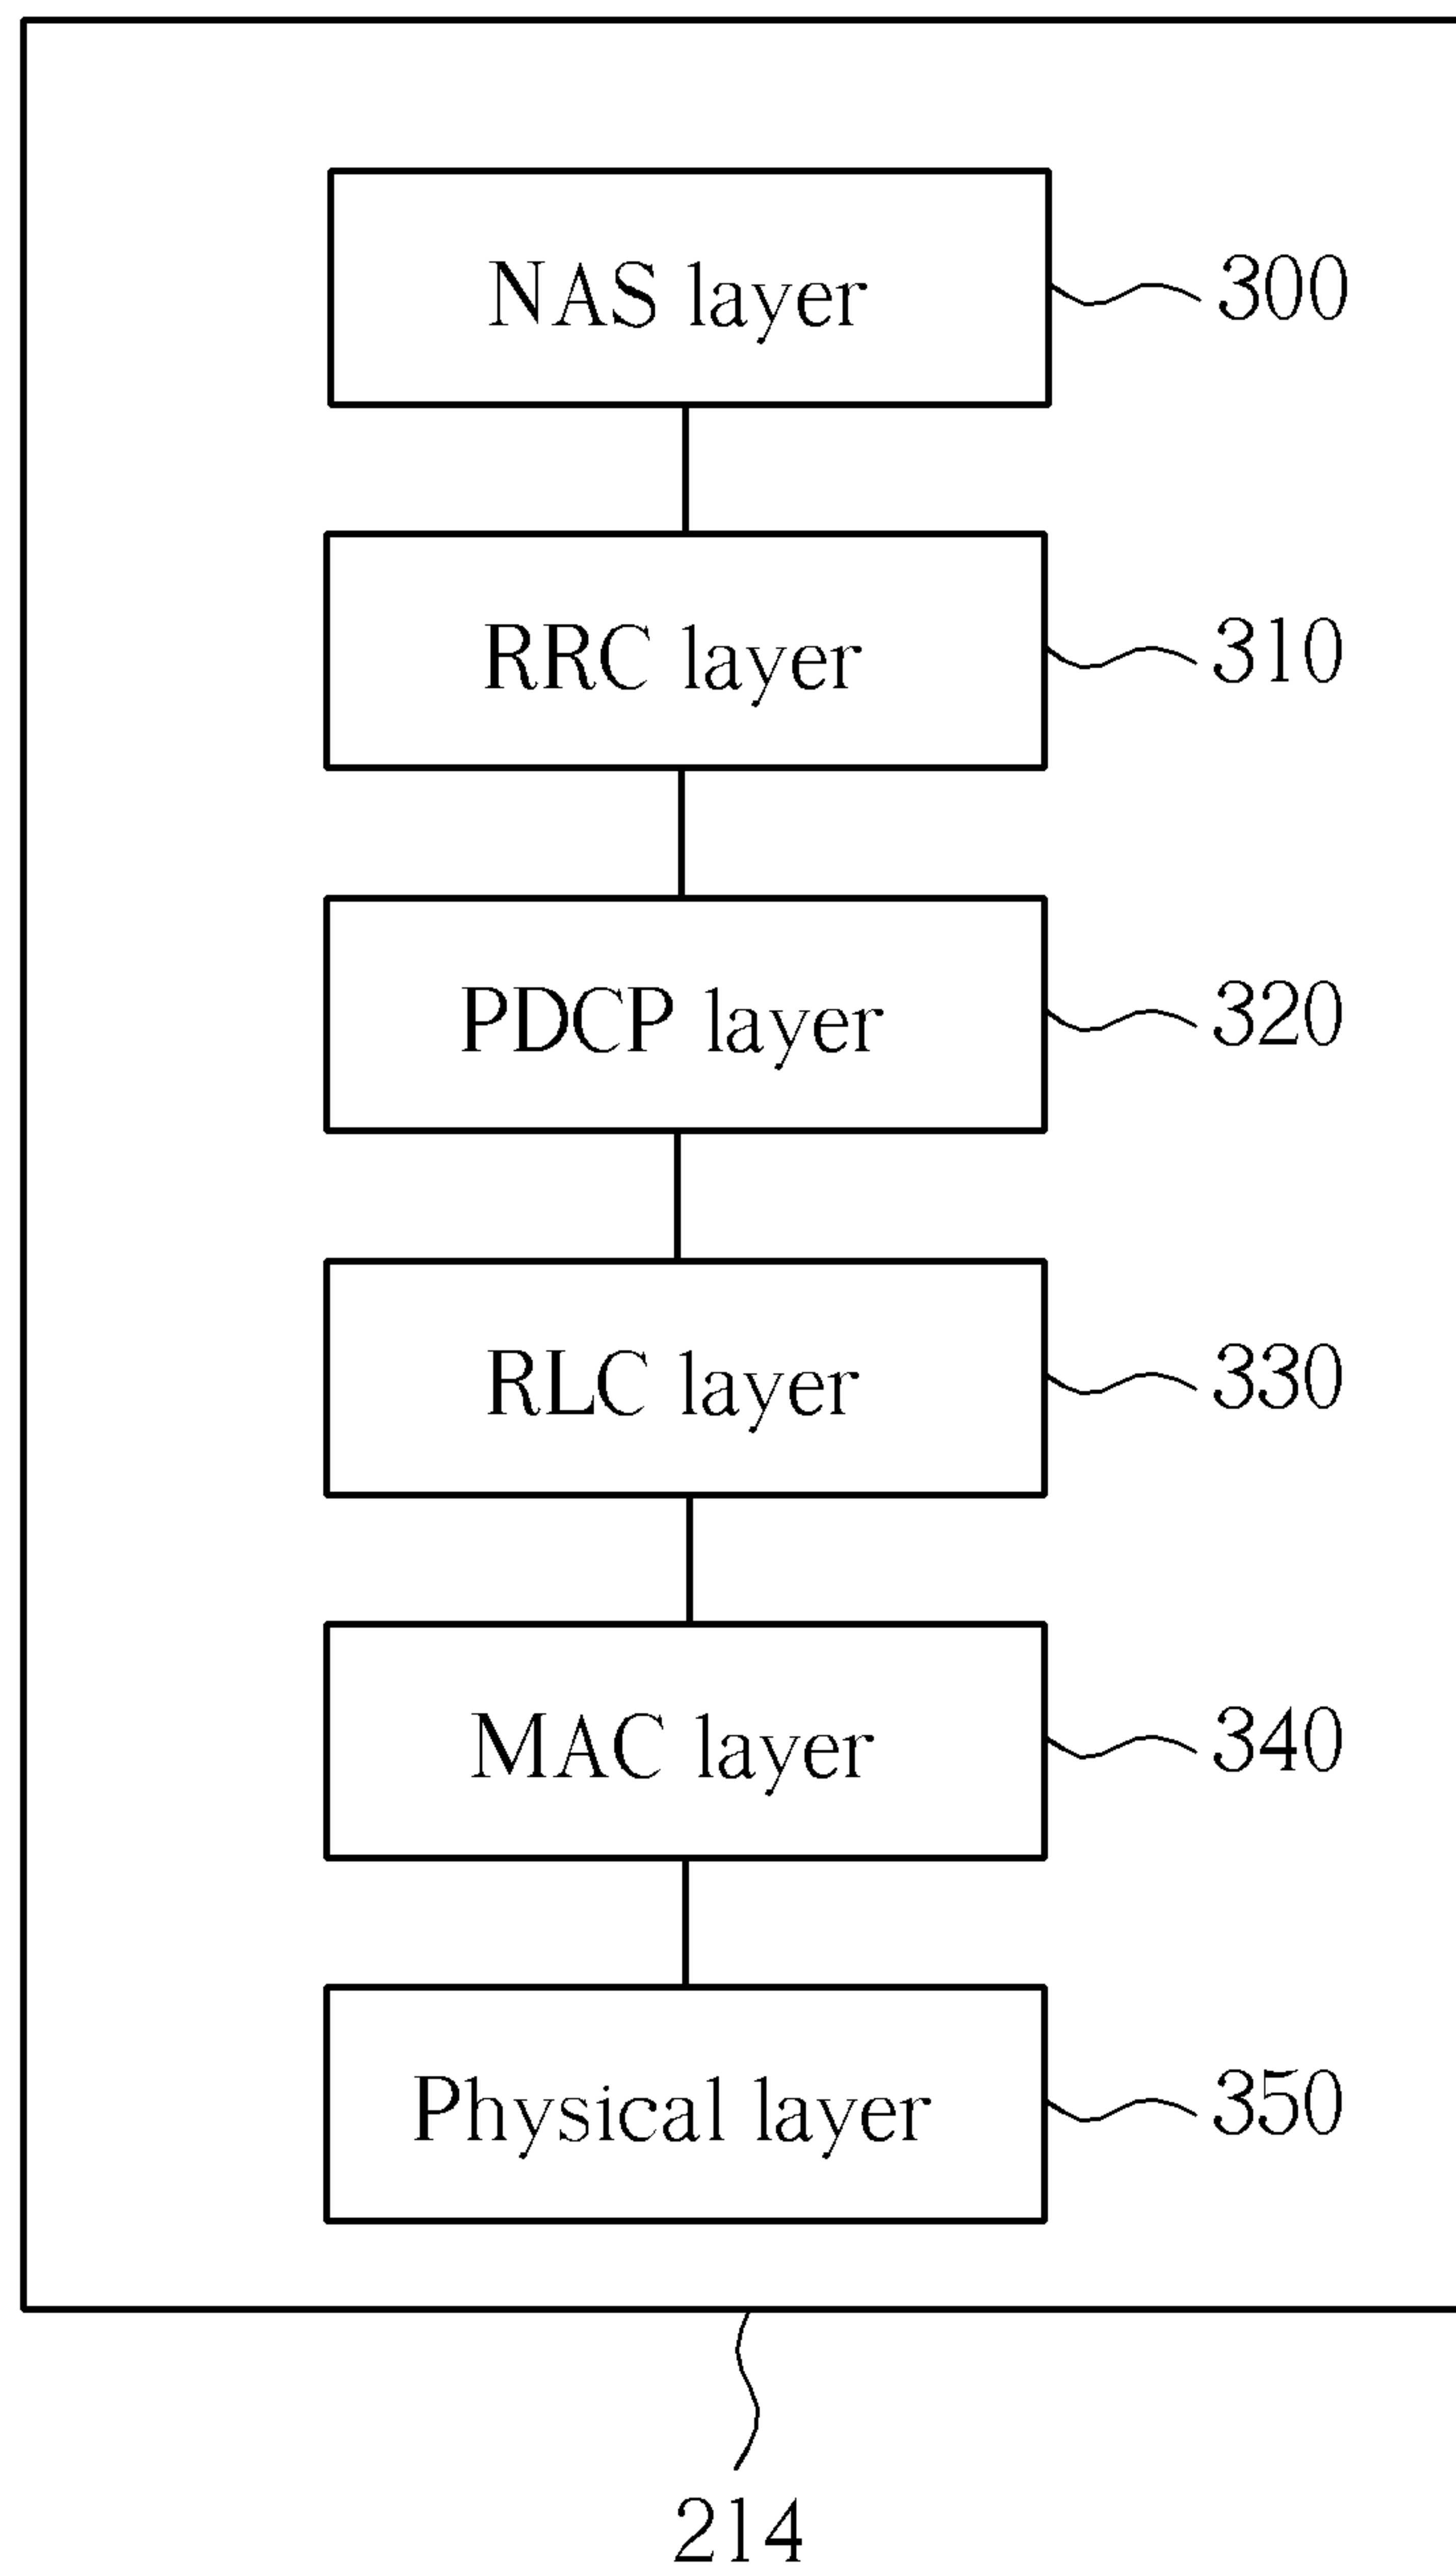 NAS layer 300
RRC layer 310
PDCP layer 320
RLC layer 330
MAC layer 340
Physical layer 350
214